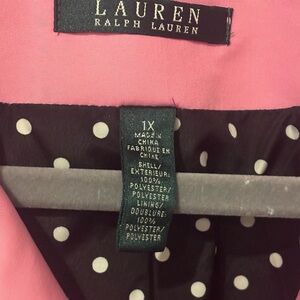 LAUREN
RALPH LAUREN
1X
MADE IN
CHINA
FABRIQUE EN
CHINE
SHELL/
EXTERIEUR:
100%
POLYESTER/
POLYESTER
LINING/
DOUBLURE:
100%
POLYESTER/
POLYESTER